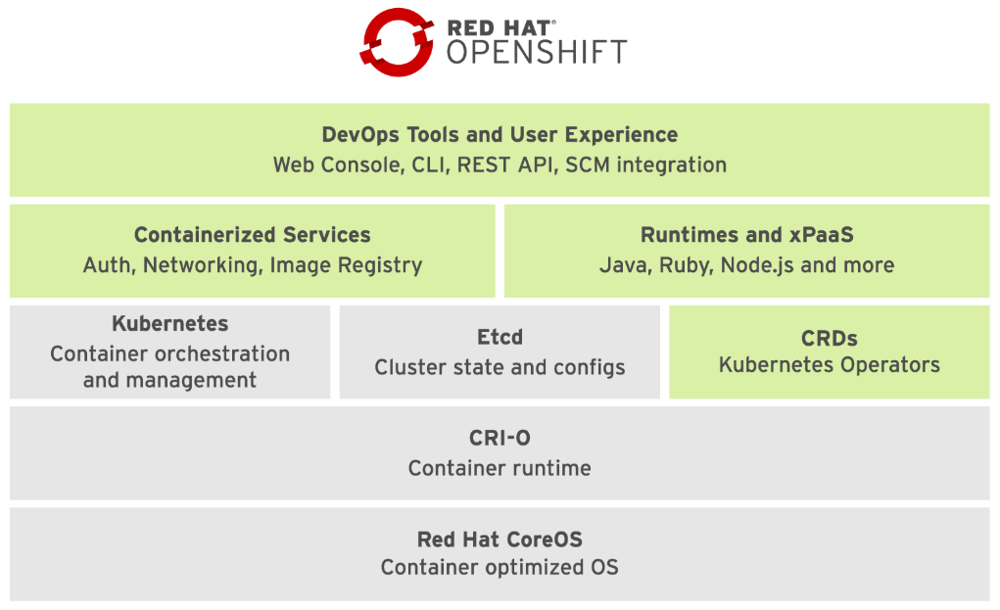 RED HAT®
OPENSHIFT
DevOps Tools and User Experience
Web Console, CLI, REST API, SCM integration
Containerized Services
Auth, Networking, Image Registry
Runtimes and xPaaS
Java, Ruby, Node.js and more
Kubernetes
Container orchestration
and management
Etcd
Cluster state and configs
CRDs
Kubernetes Operators
CRI-O
Container runtime
Red Hat CoreOS
Container optimized OS